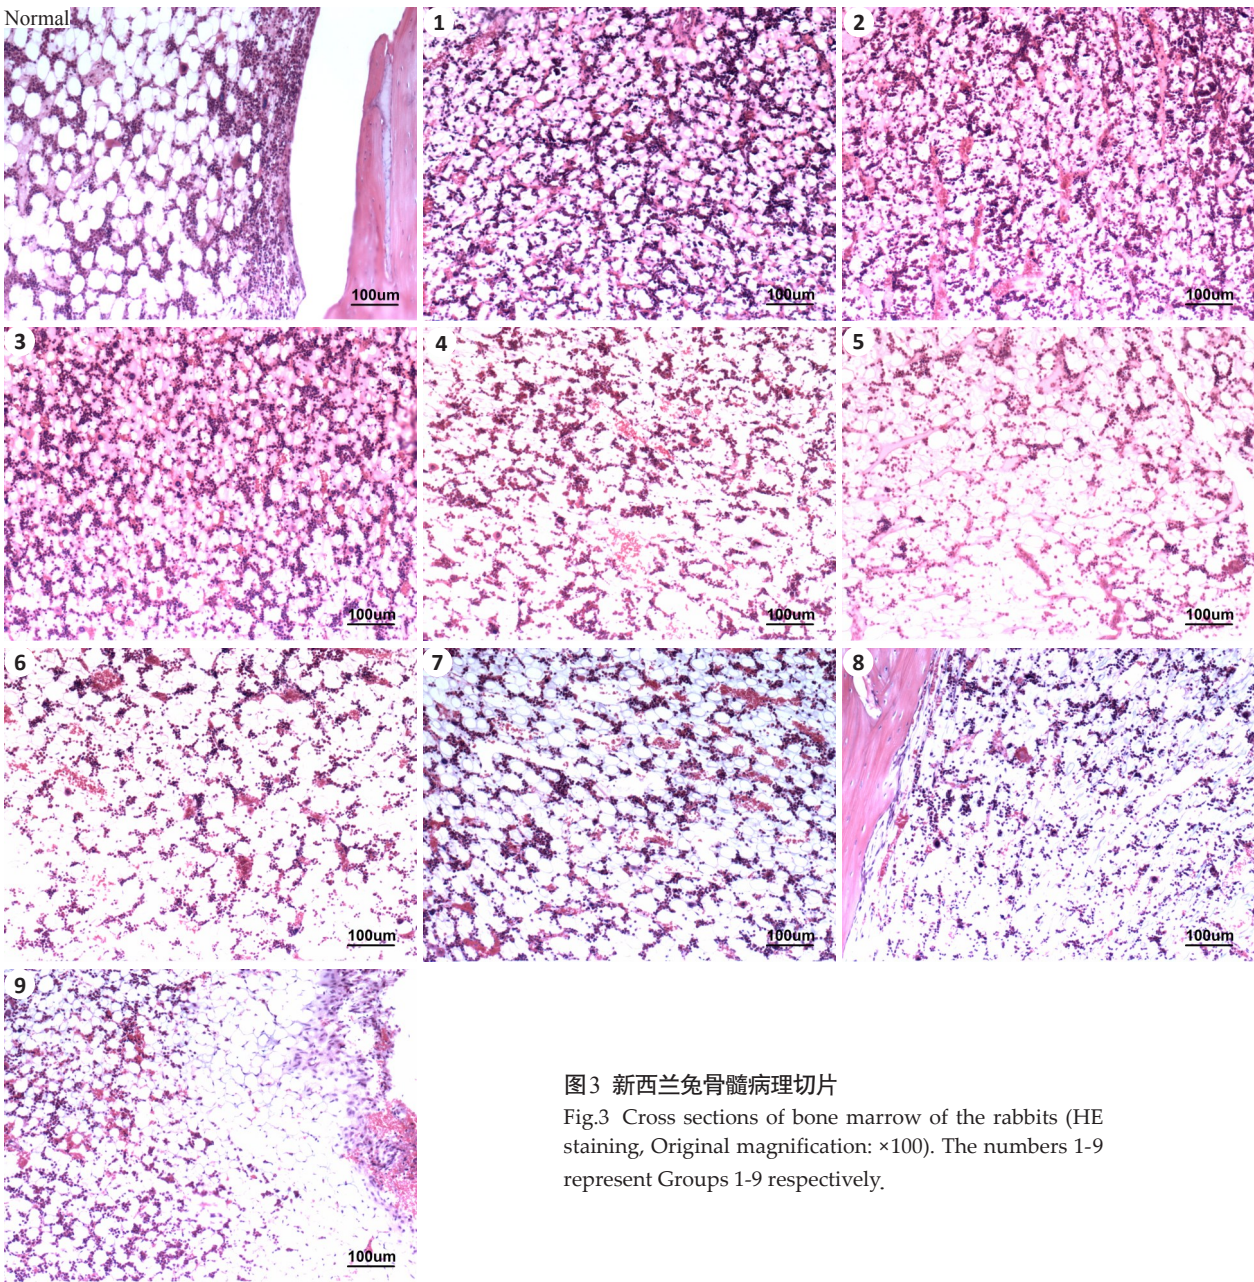 Normal
100um
1
100um
2
100um
3
100um
4
100um
5
100um
6
100um
7
100um
8
100um
9
100um
图3 新西兰兔骨髓病理切片
Fig.3 Cross sections of bone marrow of the rabbits (HE
staining, Original magnification: ×100). The numbers 1-9
represent Groups 1-9 respectively.